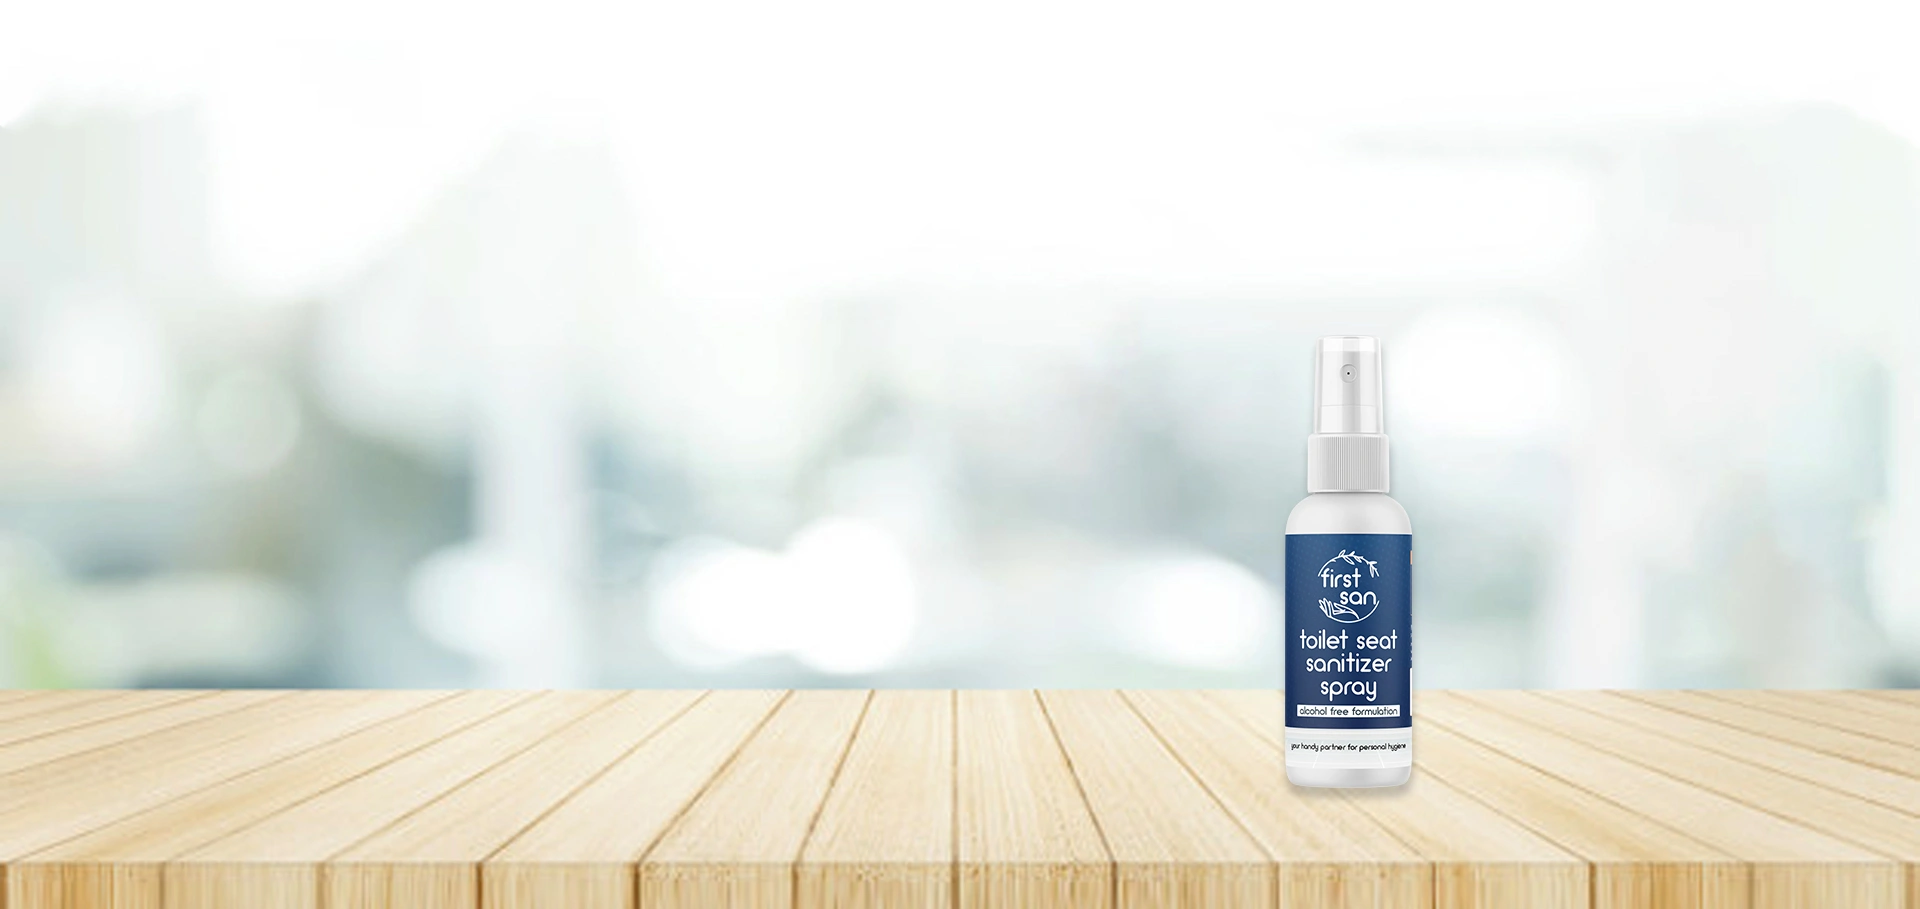 first
san
toilet seat
sanitizer
spray
alcohol free formulation
your handy partner for personal hygiene